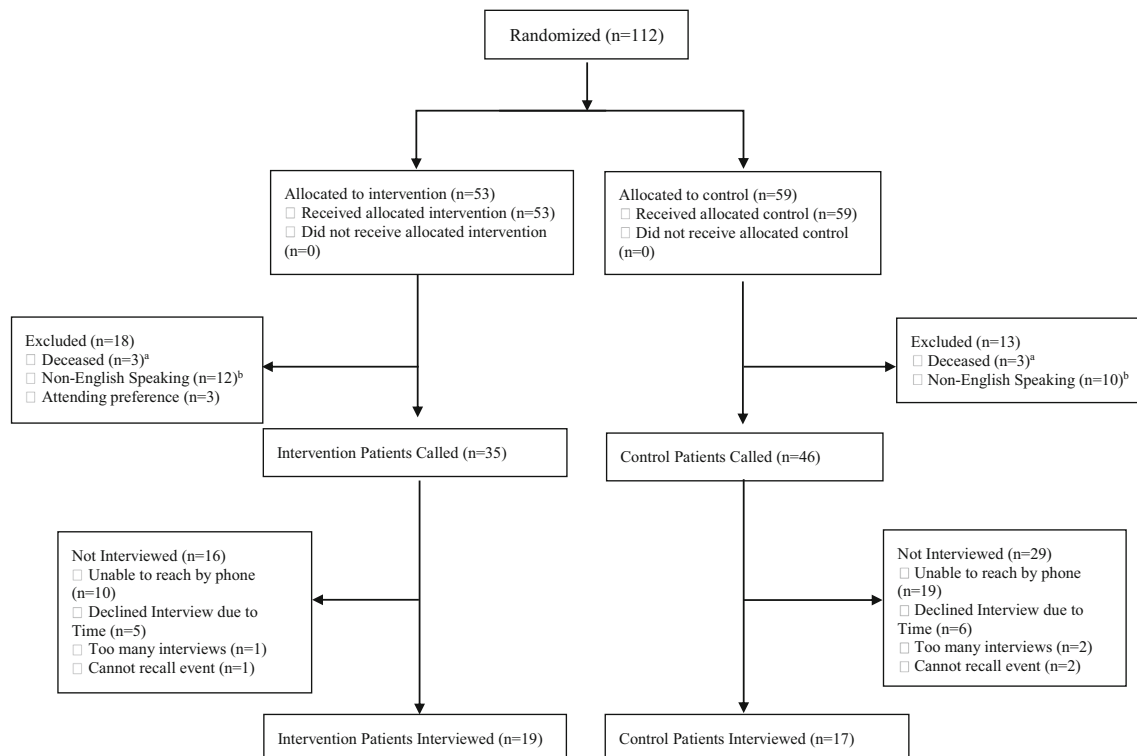 Randomized (n=112)
Allocated to intervention (n=53)
□ Received allocated intervention (n=53)
□ Did not receive allocated intervention
(n=0)
Allocated to control (n=59)
□ Received allocated control (n=59)
□ Did not receive allocated control
(n=0)
Excluded (n=18)
□ Deceased (n=3)ᵃ
□ Non-English Speaking (n=12)ᵇ
□ Attending preference (n=3)
Excluded (n=13)
□ Deceased (n=3)ᵃ
□ Non-English Speaking (n=10)ᵇ
Intervention Patients Called (n=35)
Control Patients Called (n=46)
Not Interviewed (n=16)
□ Unable to reach by phone
(n=10)
□ Declined Interview due to
Time (n=5)
□ Too many interviews (n=1)
□ Cannot recall event (n=1)
Not Interviewed (n=29)
□ Unable to reach by phone
(n=19)
□ Declined Interview due to
Time (n=6)
□ Too many interviews (n=2)
□ Cannot recall event (n=2)
Intervention Patients Interviewed (n=19)
Control Patients Interviewed (n=17)